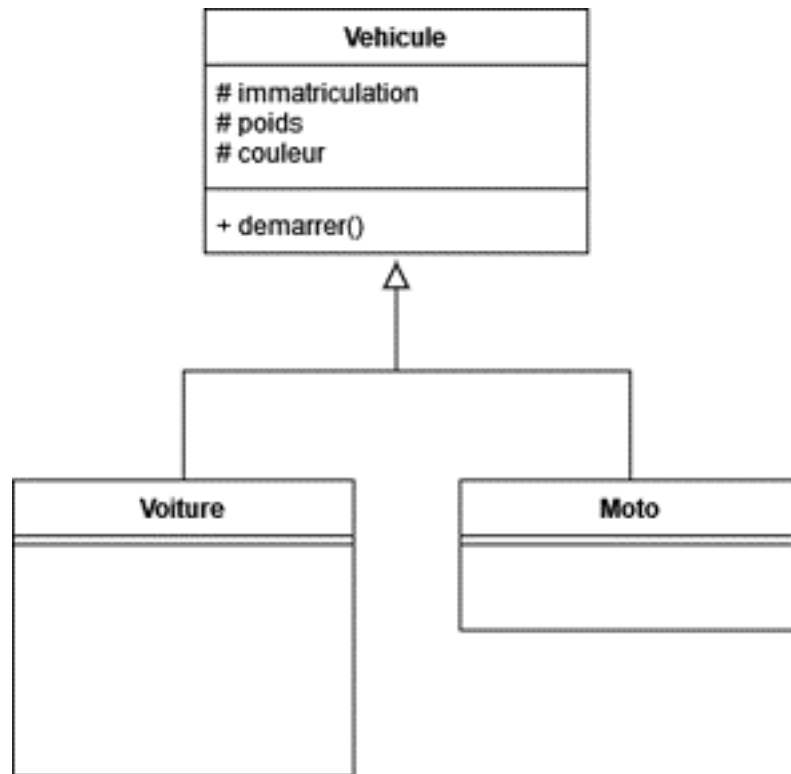 Vehicule
# immatriculation
# poids
# couleur
+ demarrer()
Voiture
Moto